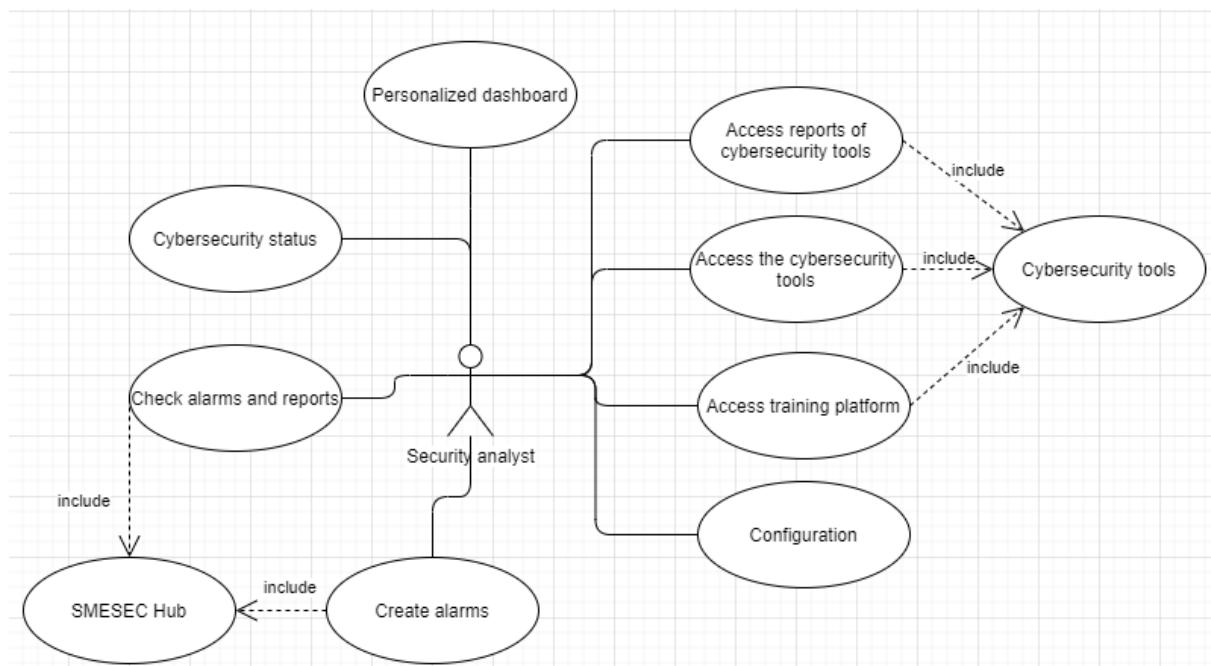 Personalized dashboard
Access reports of
cybersecurity tools
include
Cybersecurity status
Access the cybersecurity
tools
include
Cybersecurity tools
Check alarms and reports
include
Access training platform
Security analyst
include
Configuration
SMESEC Hub
include
Create alarms